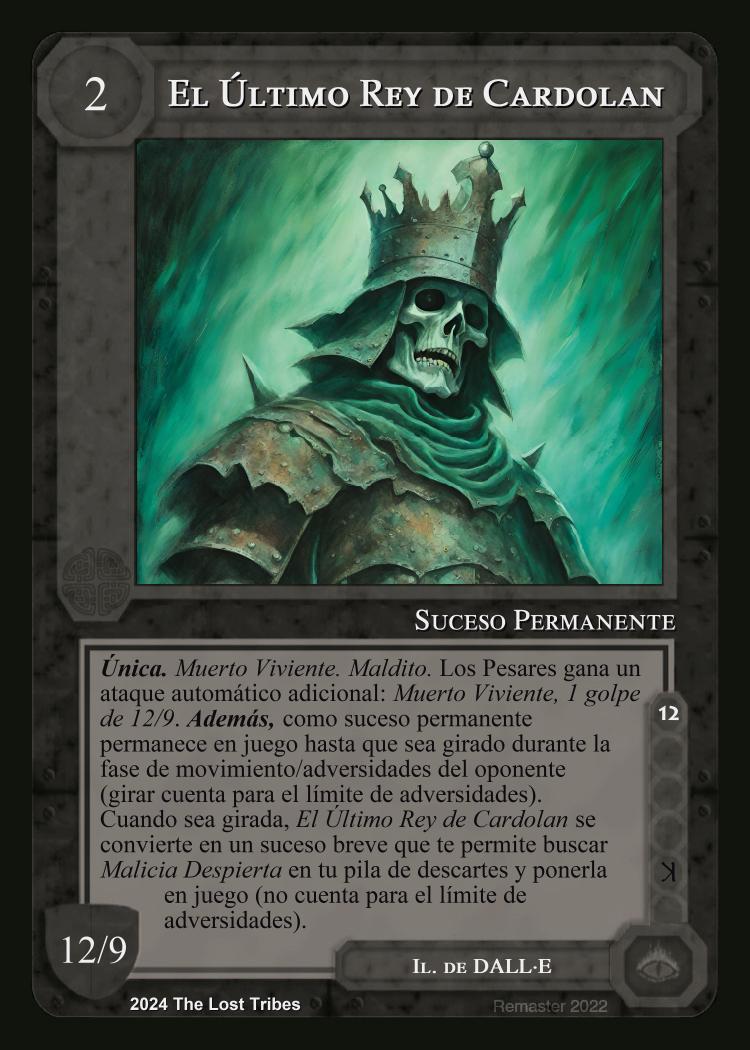 2
El Último Rey de Cardolan
Suceso Permanente
Única. Muerto Viviente. Maldito. Los Pesares gana un
ataque automático adicional: Muerto Viviente, 1 golpe
de 12/9. Además, como suceso permanente
permanece en juego hasta que sea girado durante la
fase de movimiento/adversidades del oponente
(girar cuenta para el límite de adversidades).
Cuando sea girada, El Último Rey de Cardolan se
convierte en un suceso breve que te permite buscar
Malicia Despierta en tu pila de descartes y ponerla
en juego (no cuenta para el límite de
adversidades).
12
12/9
Il. de DALL·E
2024 The Lost Tribes
Remaster 2022